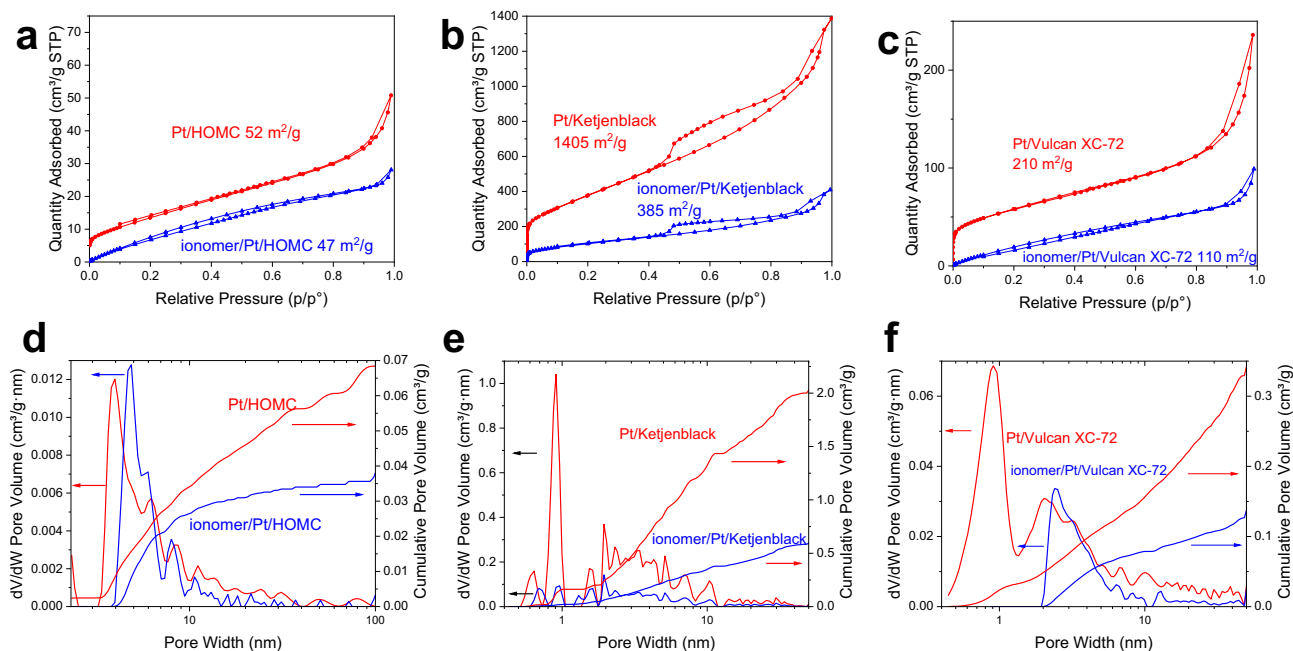 a
Quantity Adsorbed (cm³/g STP)
75
70
60
50
40
30
20
10
0
Pt/HOMC 52 m²/g
ionomer/Pt/HOMC 47 m²/g
0.0 0.2 0.4 0.6 0.8 1.0
Relative Pressure (p/p°)
b
Quantity Adsorbed (cm³/g STP)
1400
1200
1000
800
600
400
200
0
Pt/Ketjenblack
1405 m²/g
ionomer/Pt/Ketjenblack
385 m²/g
0.0 0.2 0.4 0.6 0.8 1.0
Relative Pressure (p/p°)
c
Quantity Adsorbed (cm³/g STP)
200
100
0
Pt/Vulcan XC-72
210 m²/g
ionomer/Pt/Vulcan XC-72 110 m²/g
0.0 0.2 0.4 0.6 0.8 1.0
Relative Pressure (p/p°)
d
dV/dW Pore Volume (cm³/g·nm)
0.012
0.010
0.008
0.006
0.004
0.002
0.000
Pt/HOMC
ionomer/Pt/HOMC
0.07
0.06
0.05
0.04
0.03
0.02
0.01
0.00
Cumulative Pore Volume (cm³/g)
10 100
Pore Width (nm)
e
dV/dW Pore Volume (cm³/g·nm)
1.0
0.8
0.6
0.4
0.2
0.0
Pt/Ketjenblack
ionomer/Pt/Ketjenblack
2.0
1.5
1.0
0.5
0.0
Cumulative Pore Volume (cm³/g)
1 10
Pore Width (nm)
f
dV/dW Pore Volume (cm³/g·nm)
0.06
0.04
0.02
0.00
Pt/Vulcan XC-72
ionomer/Pt/Vulcan XC-72
0.3
0.2
0.1
0.0
Cumulative Pore Volume (cm³/g)
1 10
Pore Width (nm)